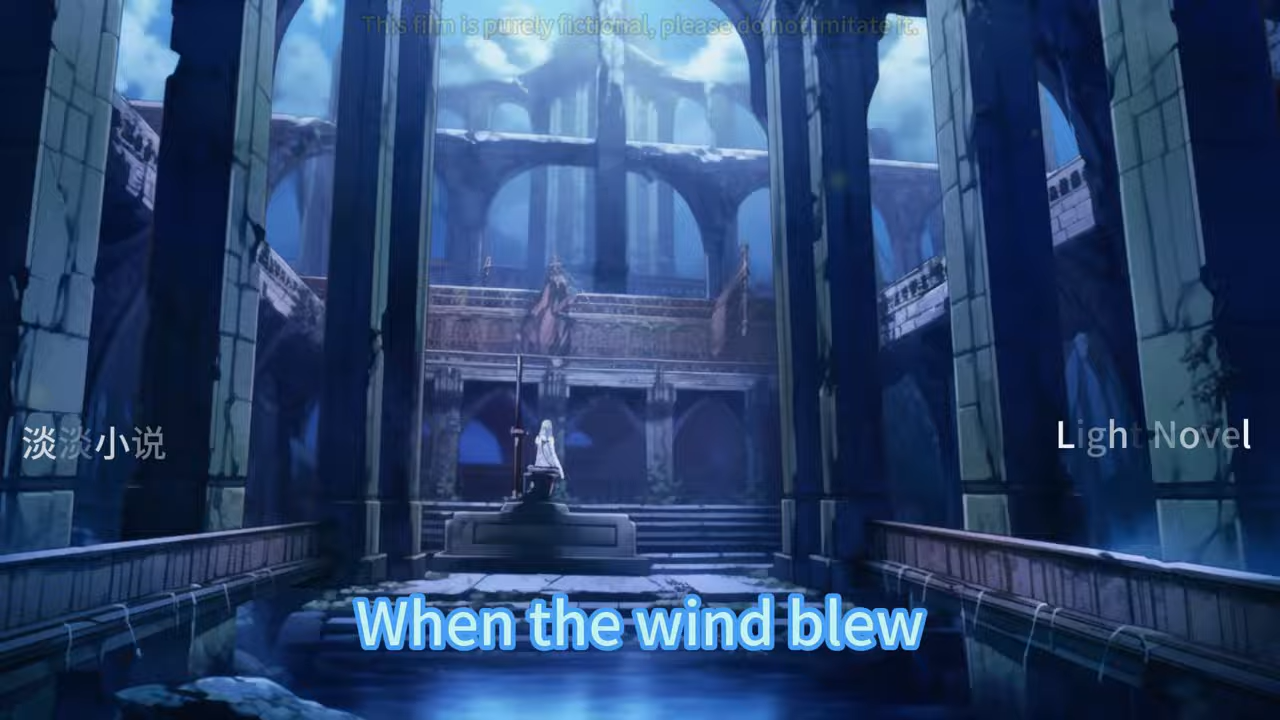 This film is purely fictional, please do not imitate it.
淡淡小说
Light Novel
When the wind blew